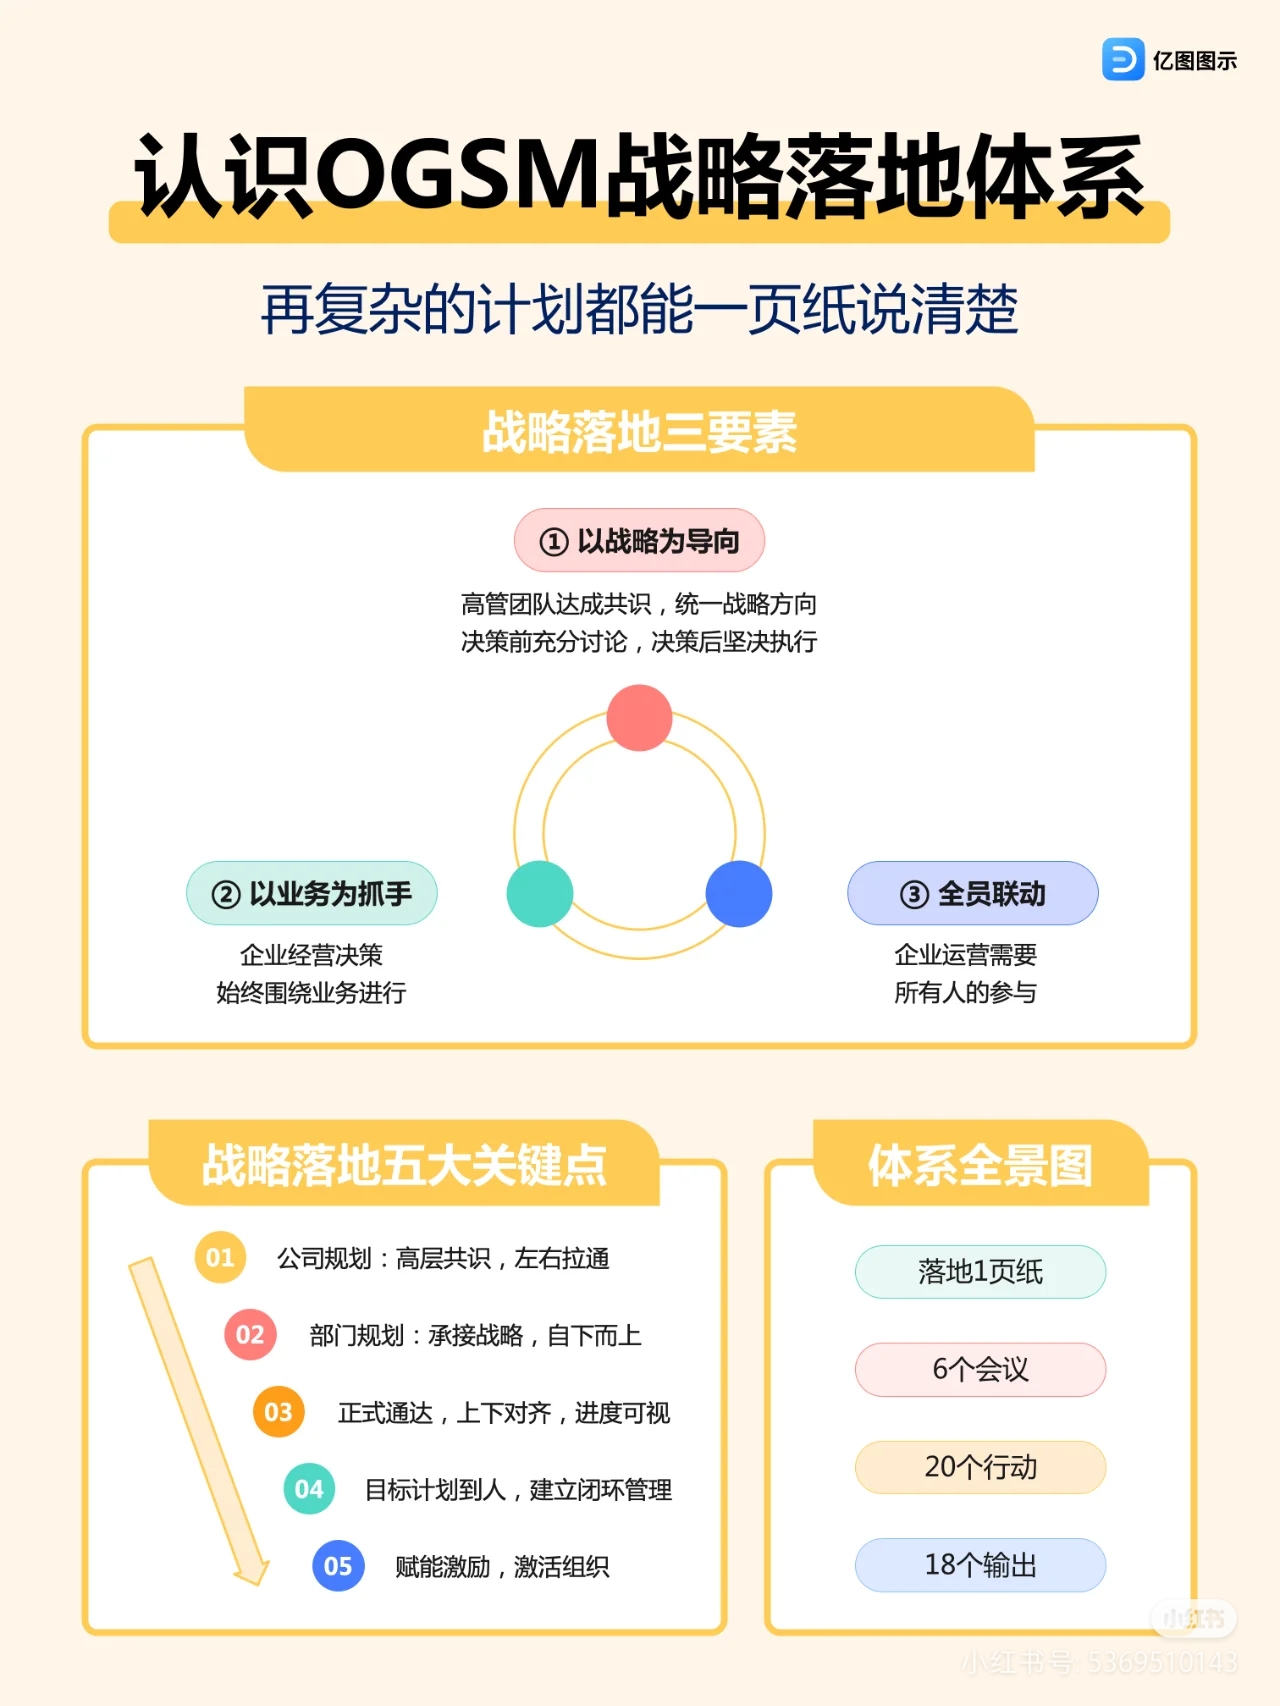 亿图图示
认识OGSM战略落地体系
再复杂的计划都能一页纸说清楚
战略落地三要素
① 以战略为导向
高管团队达成共识，统一战略方向
决策前充分讨论，决策后坚决执行
② 以业务为抓手
企业经营决策
始终围绕业务进行
③ 全员联动
企业运营需要
所有人的参与
战略落地五大关键点
01 公司规划：高层共识，左右拉通
02 部门规划：承接战略，自下而上
03 正式通达，上下对齐，进度可视
04 目标计划到人，建立闭环管理
05 赋能激励，激活组织
体系全景图
落地1页纸
6个会议
20个行动
18个输出
小红书
小红书号: 5369510143